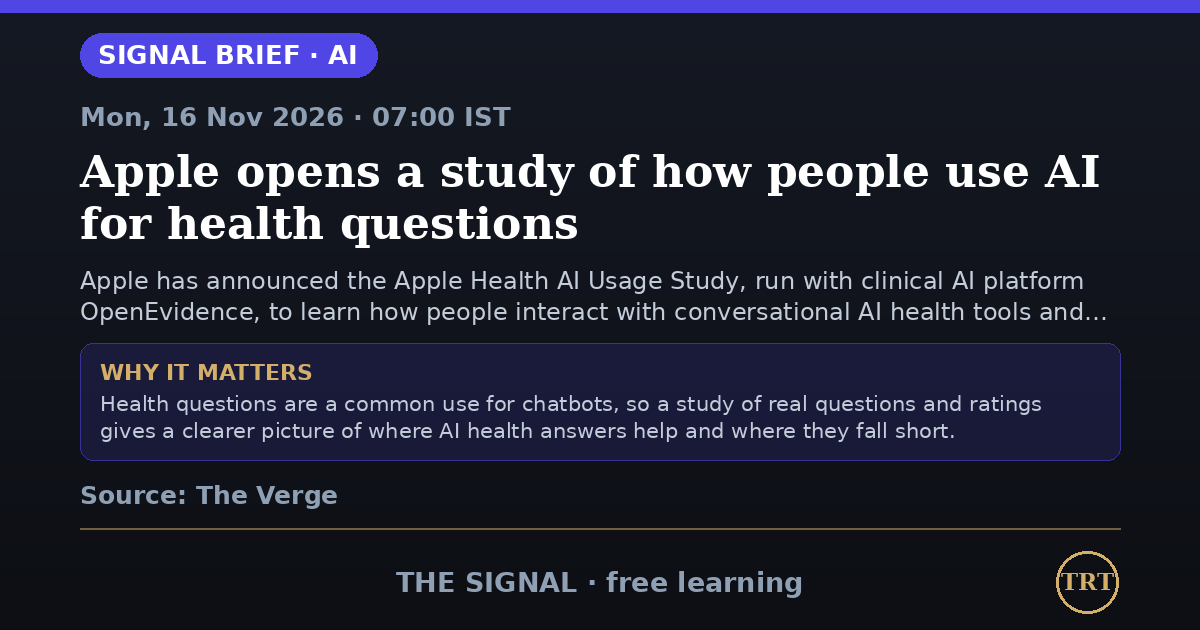 SIGNAL BRIEF · AI
Mon, 16 Nov 2026 · 07:00 IST
Apple opens a study of how people use AI
for health questions
Apple has announced the Apple Health AI Usage Study, run with clinical AI platform
OpenEvidence, to learn how people interact with conversational AI health tools and…
WHY IT MATTERS
Health questions are a common use for chatbots, so a study of real questions and ratings
gives a clearer picture of where AI health answers help and where they fall short.
Source: The Verge
THE SIGNAL · free learning
TRT